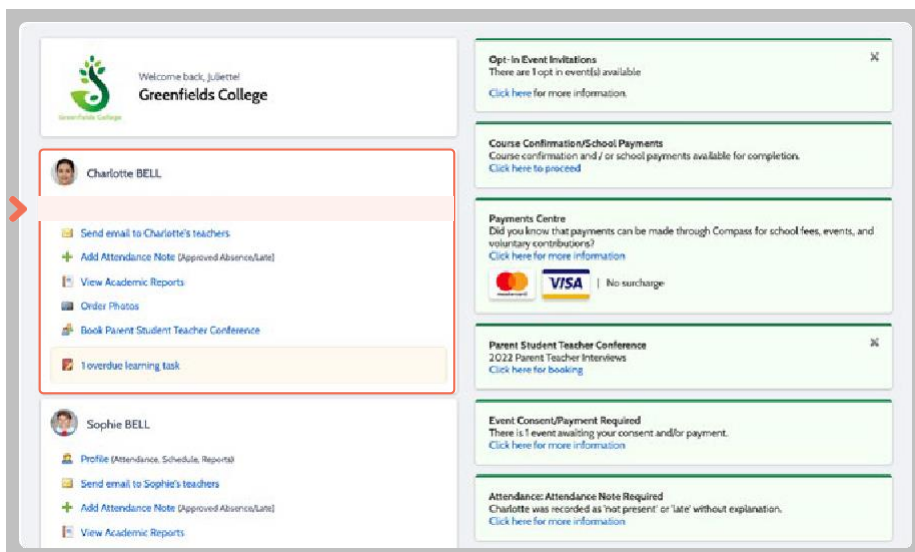 Welcome back, Juliette!
Greenfields College
Greenfields College
Charlotte BELL
Send email to Charlotte's teachers
Add Attendance Note (Approved Absence/Late)
View Academic Reports
Order Photos
Book Parent Student Teacher Conference
1 overdue learning task
Sophie BELL
Profile (Attendance, Schedule, Reports)
Send email to Sophie's teachers
Add Attendance Note (Approved Absence/Late)
View Academic Reports
Opt-in Event Invitations
There are 1 opt in event(s) available
Click here for more information.
Course Confirmation/School Payments
Course confirmation and / or school payments available for completion.
Click here to proceed
Payments Centre
Did you know that payments can be made through Compass for school fees, events, and
voluntary contributions?
Click here for more information
mastercard VISA | No surcharge
Parent Student Teacher Conference
2022 Parent Teacher Interviews
Click here for booking
Event Consent/Payment Required
There is 1 event awaiting your consent and/or payment.
Click here for more information
Attendance: Attendance Note Required
Charlotte was recorded as 'not present' or 'late' without explanation.
Click here for more information